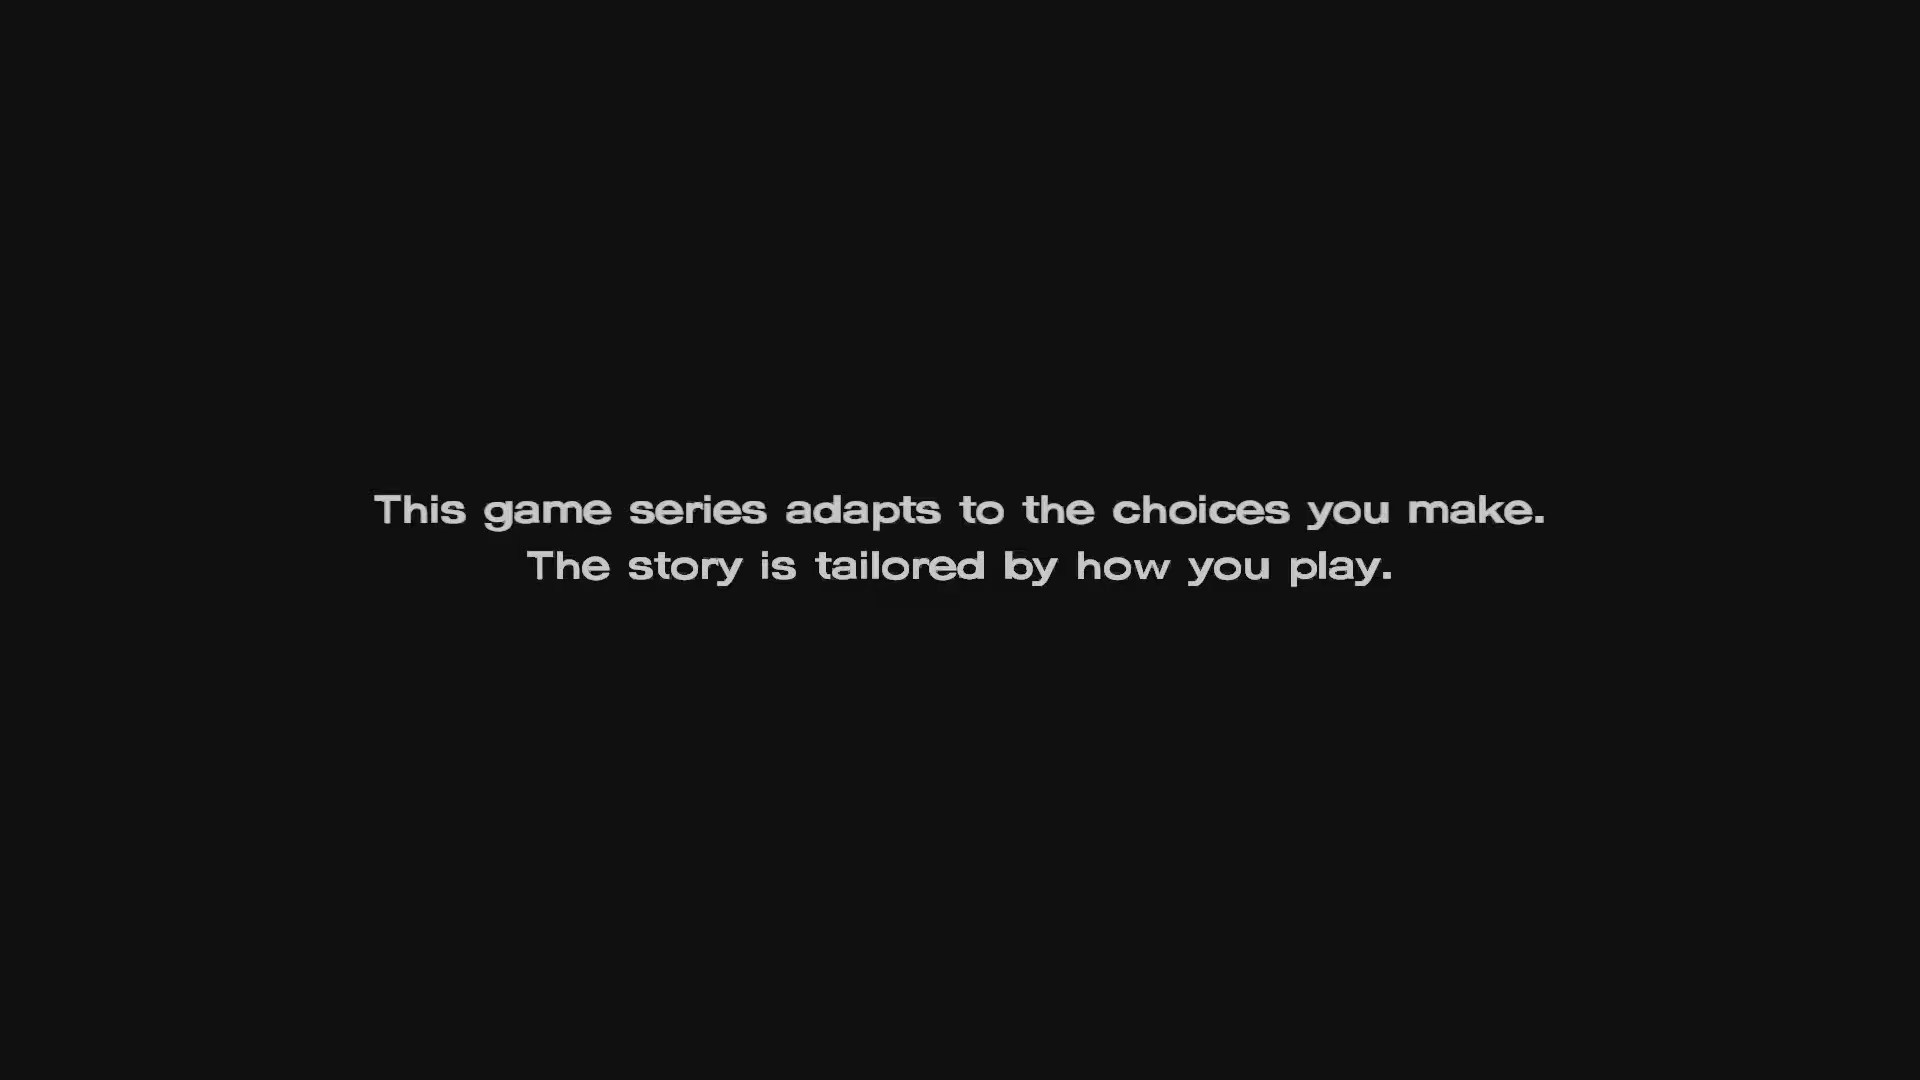 This game series adapts to the choices you make.
The story is tailored by how you play.